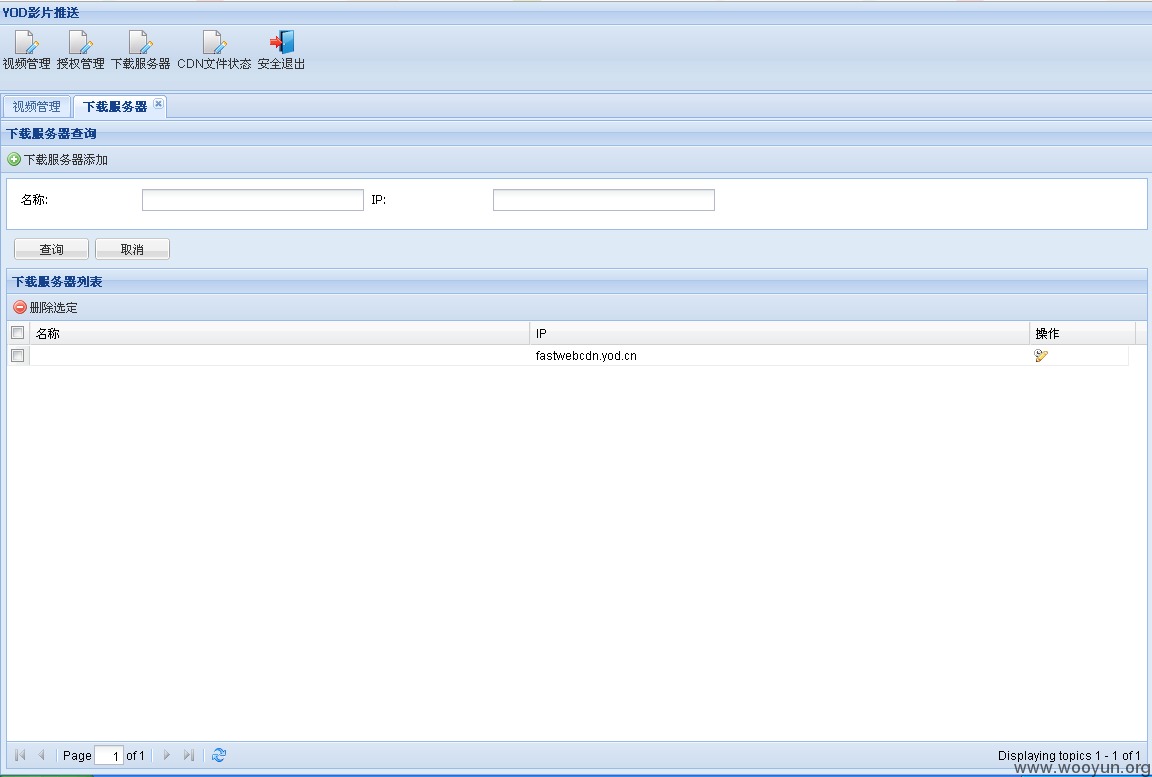 YOD影片推送
视频管理 授权管理 下载服务器 CDN文件状态 安全退出
视频管理 下载服务器
下载服务器查询
下载服务器添加
名称: IP:
查询 取消
下载服务器列表
删除选定
名称 IP 操作
fastwebcdn.yod.cn
Page 1 of 1 Displaying topics 1 - 1 of 1
www.wooyun.org